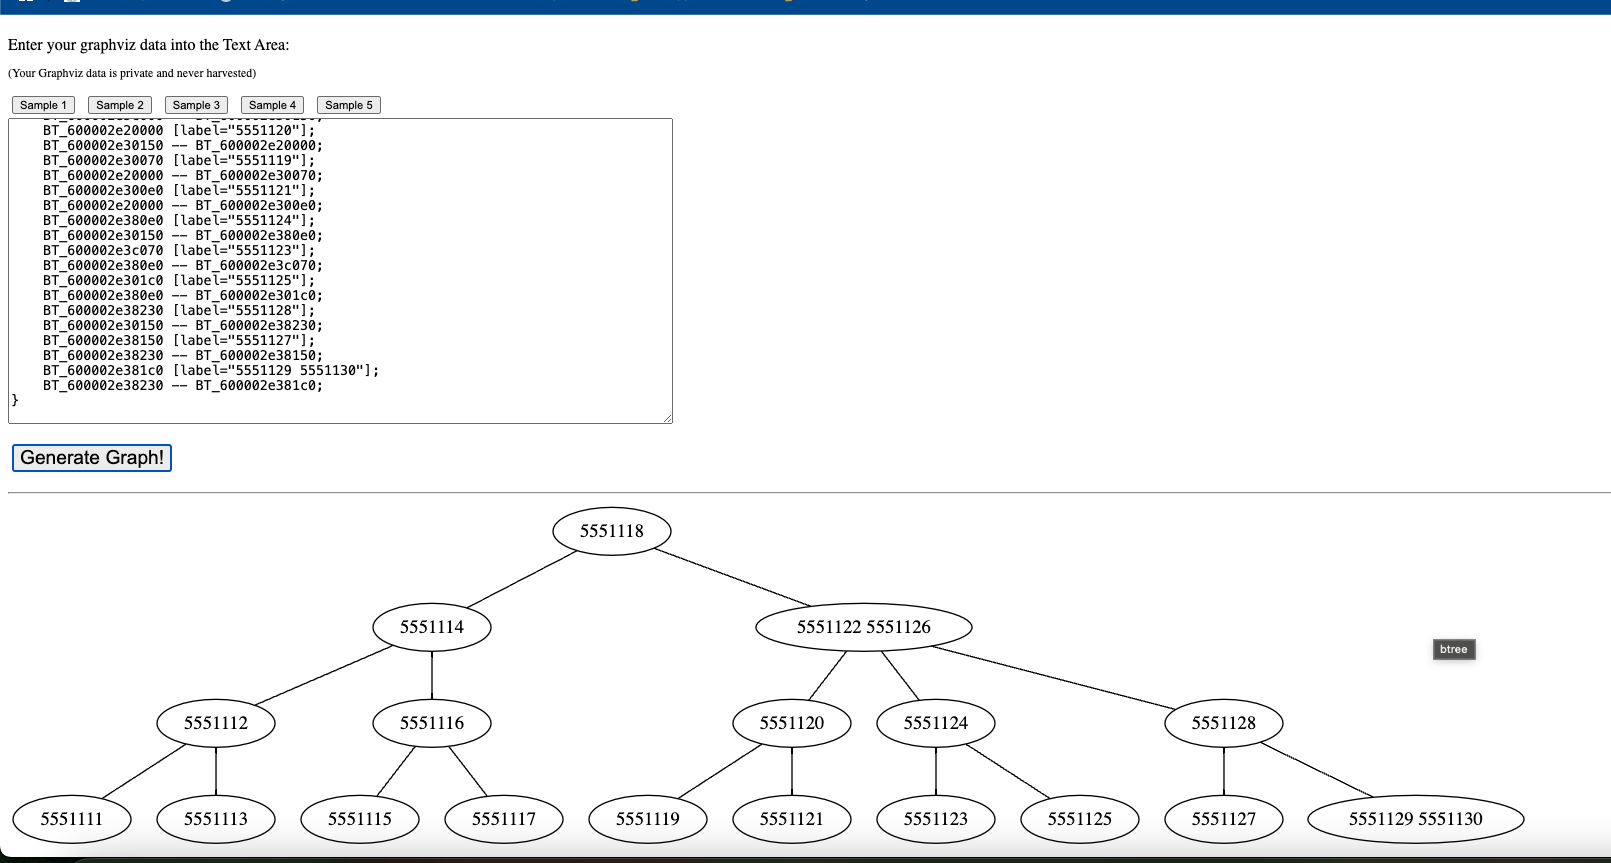 Enter your graphviz data into the Text Area:
(Your Graphviz data is private and never harvested)
Sample 1 Sample 2 Sample 3 Sample 4 Sample 5
BT_600002e20000 [label="5551120"];
BT_600002e30150 -- BT_600002e20000;
BT_600002e30070 [label="5551119"];
BT_600002e20000 -- BT_600002e30070;
BT_600002e300e0 [label="5551121"];
BT_600002e20000 -- BT_600002e300e0;
BT_600002e380e0 [label="5551124"];
BT_600002e30150 -- BT_600002e380e0;
BT_600002e3c070 [label="5551123"];
BT_600002e380e0 -- BT_600002e3c070;
BT_600002e301c0 [label="5551125"];
BT_600002e380e0 -- BT_600002e301c0;
BT_600002e38230 [label="5551128"];
BT_600002e30150 -- BT_600002e38230;
BT_600002e38150 [label="5551127"];
BT_600002e38230 -- BT_600002e38150;
BT_600002e381c0 [label="5551129 5551130"];
BT_600002e38230 -- BT_600002e381c0;
}
Generate Graph!
5551118
5551114 5551122 5551126
btree
5551112 5551116 5551120 5551124 5551128
5551111 5551113 5551115 5551117 5551119 5551121 5551123 5551125 5551127 5551129 5551130